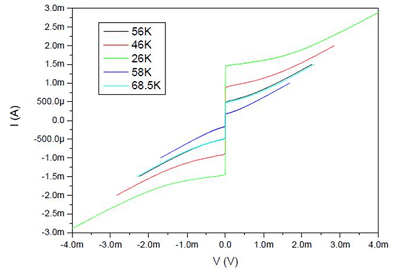 3.0m
2.5m
2.0m
1.5m
1.0m
500.0μ
0.0
-500.0μ
-1.0m
-1.5m
-2.0m
-2.5m
-3.0m
I (A)
56K
46K
26K
58K
68.5K
-4.0m -3.0m -2.0m -1.0m 0.0 1.0m 2.0m 3.0m 4.0m
V (V)